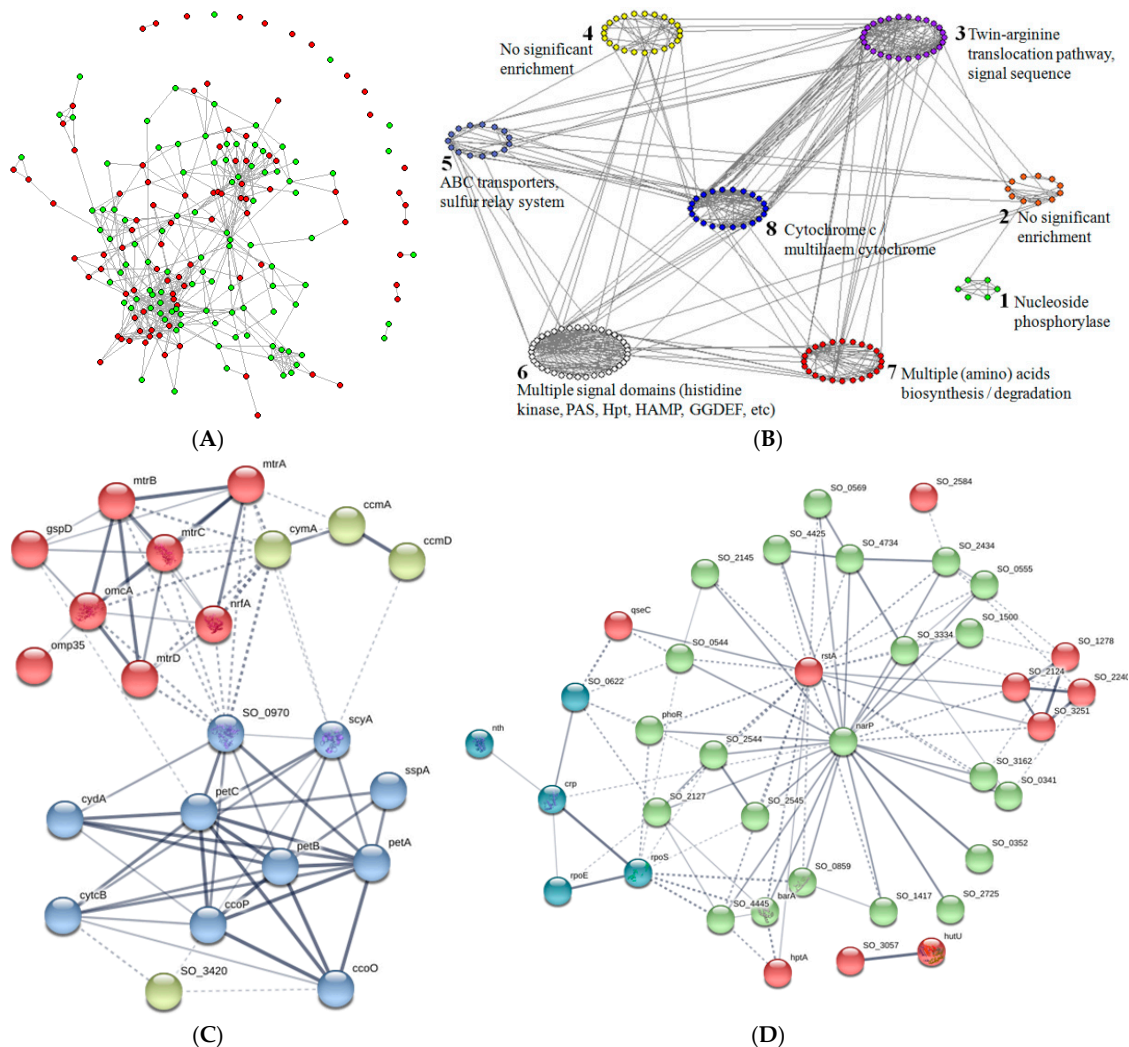 4
No significant
enrichment
3 Twin-arginine
translocation pathway,
signal sequence
5
ABC transporters,
sulfur relay system
8 Cytochrome c
multihaem cytochrome
2 No significant
enrichment
1 Nucleoside
phosphorylase
6
Multiple signal domains (histidine
kinase, PAS, Hpt, HAMP, GGDEF, etc)
7 Multiple (amino) acids
biosynthesis / degradation
(A)
(B)
mtrA
mtrB
ccmA
gspD
mtrC
cymA
ccmD
omcA
nrfA
omp35
mtrD
SO_0970
scyA
sspA
cydA
petC
petB
petA
cytcB
ccoP
SO_3420
ccoO
(C)
SO_2584
SO_0569
SO_4425
SO_4734
SO_2434
SO_2145
SO_0555
qseC
SO_1500
SO_0544
SO_3334
rstA
SO_1278
SO_2124
SO_2240
SO_0622
SO_3251
phoR
narP
nth
SO_2544
SO_3162
SO_0341
crp
SO_2127
SO_2545
SO_0352
rpoE
rpoS
SO_0859
SO_4445
barA
SO_1417
SO_2725
hptA
SO_3057
hutU
(D)